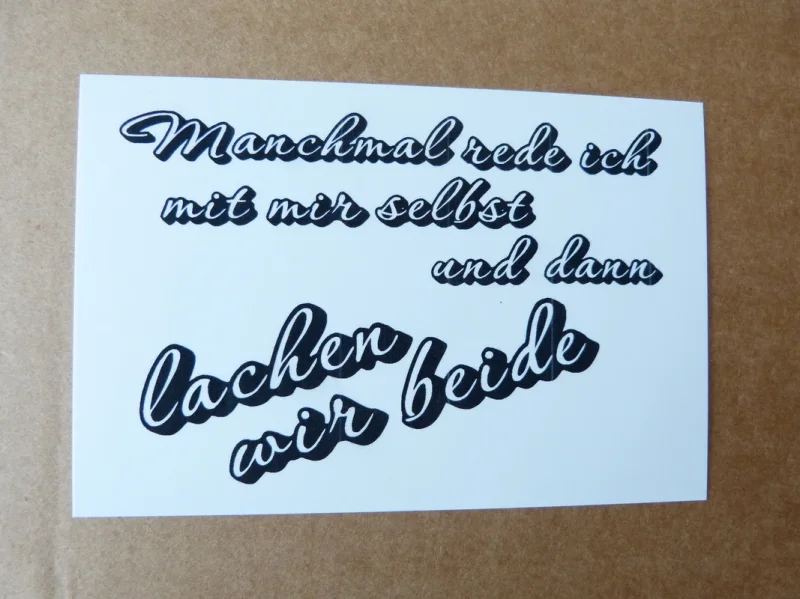 Manchmal rede ich
mit mir selbst
und dann
lachen
wir beide